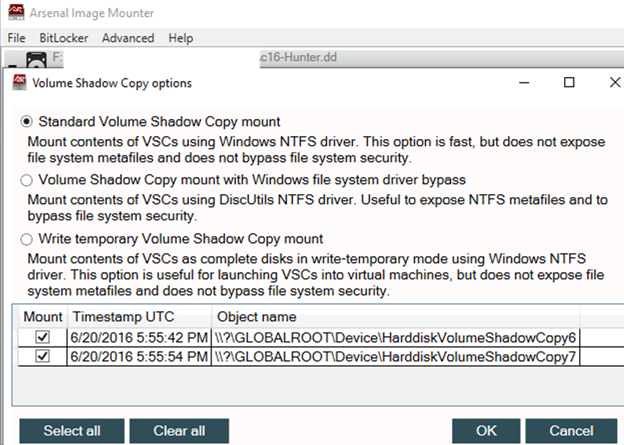 Arsenal Image Mounter
File BitLocker Advanced Help
F: c16-Hunter.dd
Volume Shadow Copy options
Standard Volume Shadow Copy mount
Mount contents of VSCs using Windows NTFS driver. This option is fast, but does not expose
file system metafiles and does not bypass file system security.
Volume Shadow Copy mount with Windows file system driver bypass
Mount contents of VSCs using DiscUtils NTFS driver. Useful to expose NTFS metafiles and to
bypass file system security.
Write temporary Volume Shadow Copy mount
Mount contents of VSCs as complete disks in write-temporary mode using Windows NTFS
driver. This option is useful for launching VSCs into virtual machines, but does not expose file
system metafiles and does not bypass file system security.
Mount Timestamp UTC Object name
6/20/2016 5:55:42 PM \\?\GLOBALROOT\Device\HarddiskVolumeShadowCopy6
6/20/2016 5:55:54 PM \\?\GLOBALROOT\Device\HarddiskVolumeShadowCopy7
Select all Clear all OK Cancel